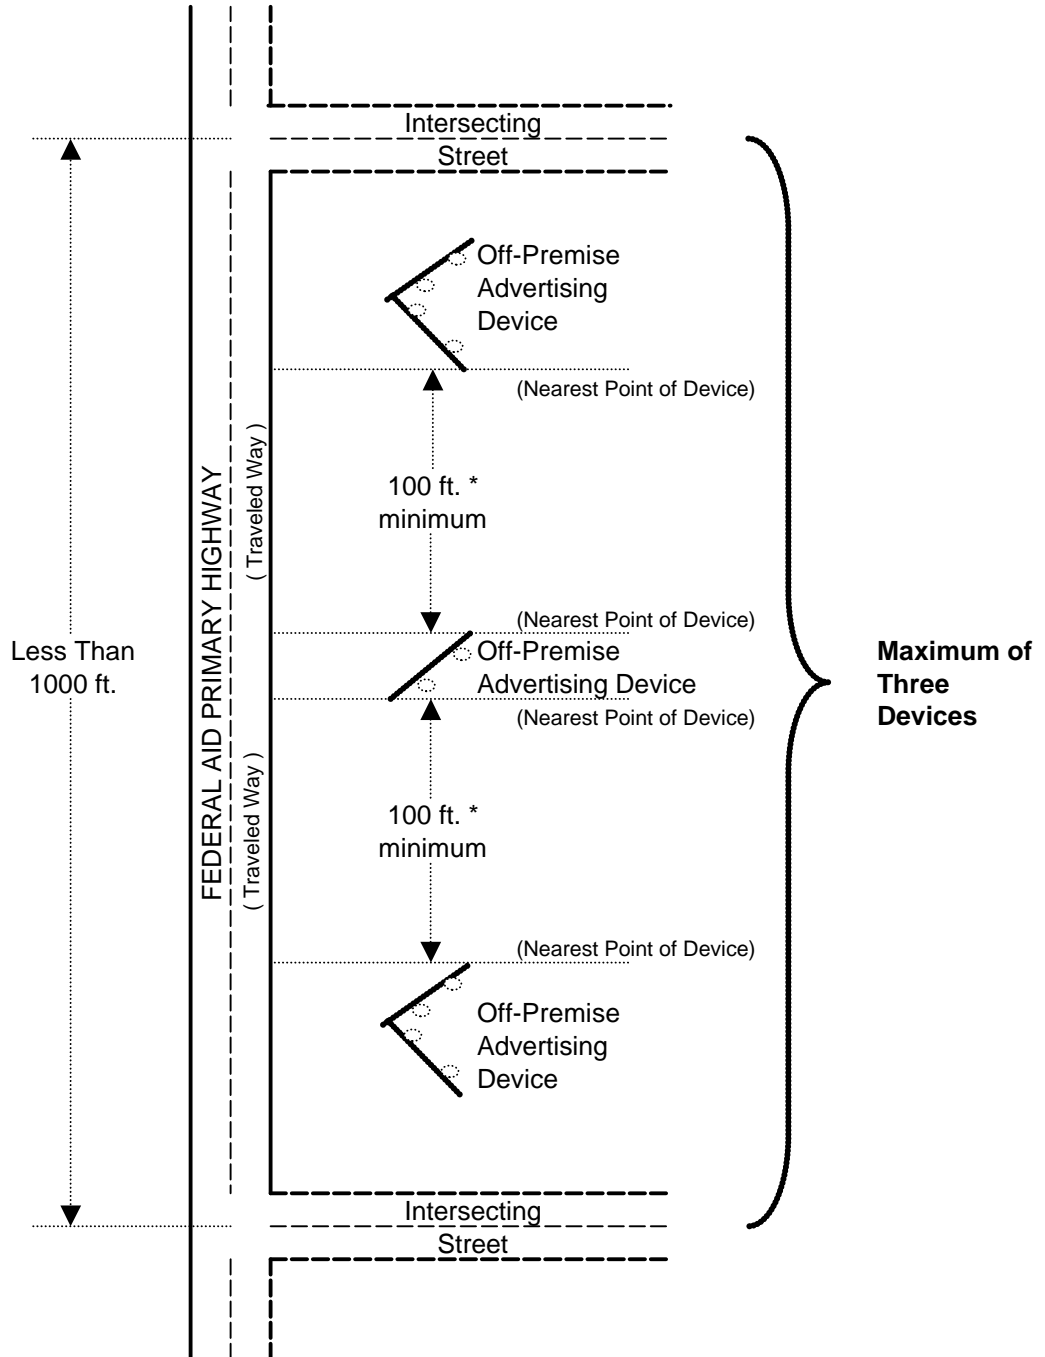 Intersecting
Street
Off-Premise
Advertising
Device
(Nearest Point of Device)
100 ft. *
minimum
(Nearest Point of Device)
Off-Premise
Advertising Device
(Nearest Point of Device)
Less Than
1000 ft.
FEDERAL AID PRIMARY HIGHWAY
( Traveled Way )
( Traveled Way )
Maximum of
Three
Devices
100 ft. *
minimum
(Nearest Point of Device)
Off-Premise
Advertising
Device
Intersecting
Street